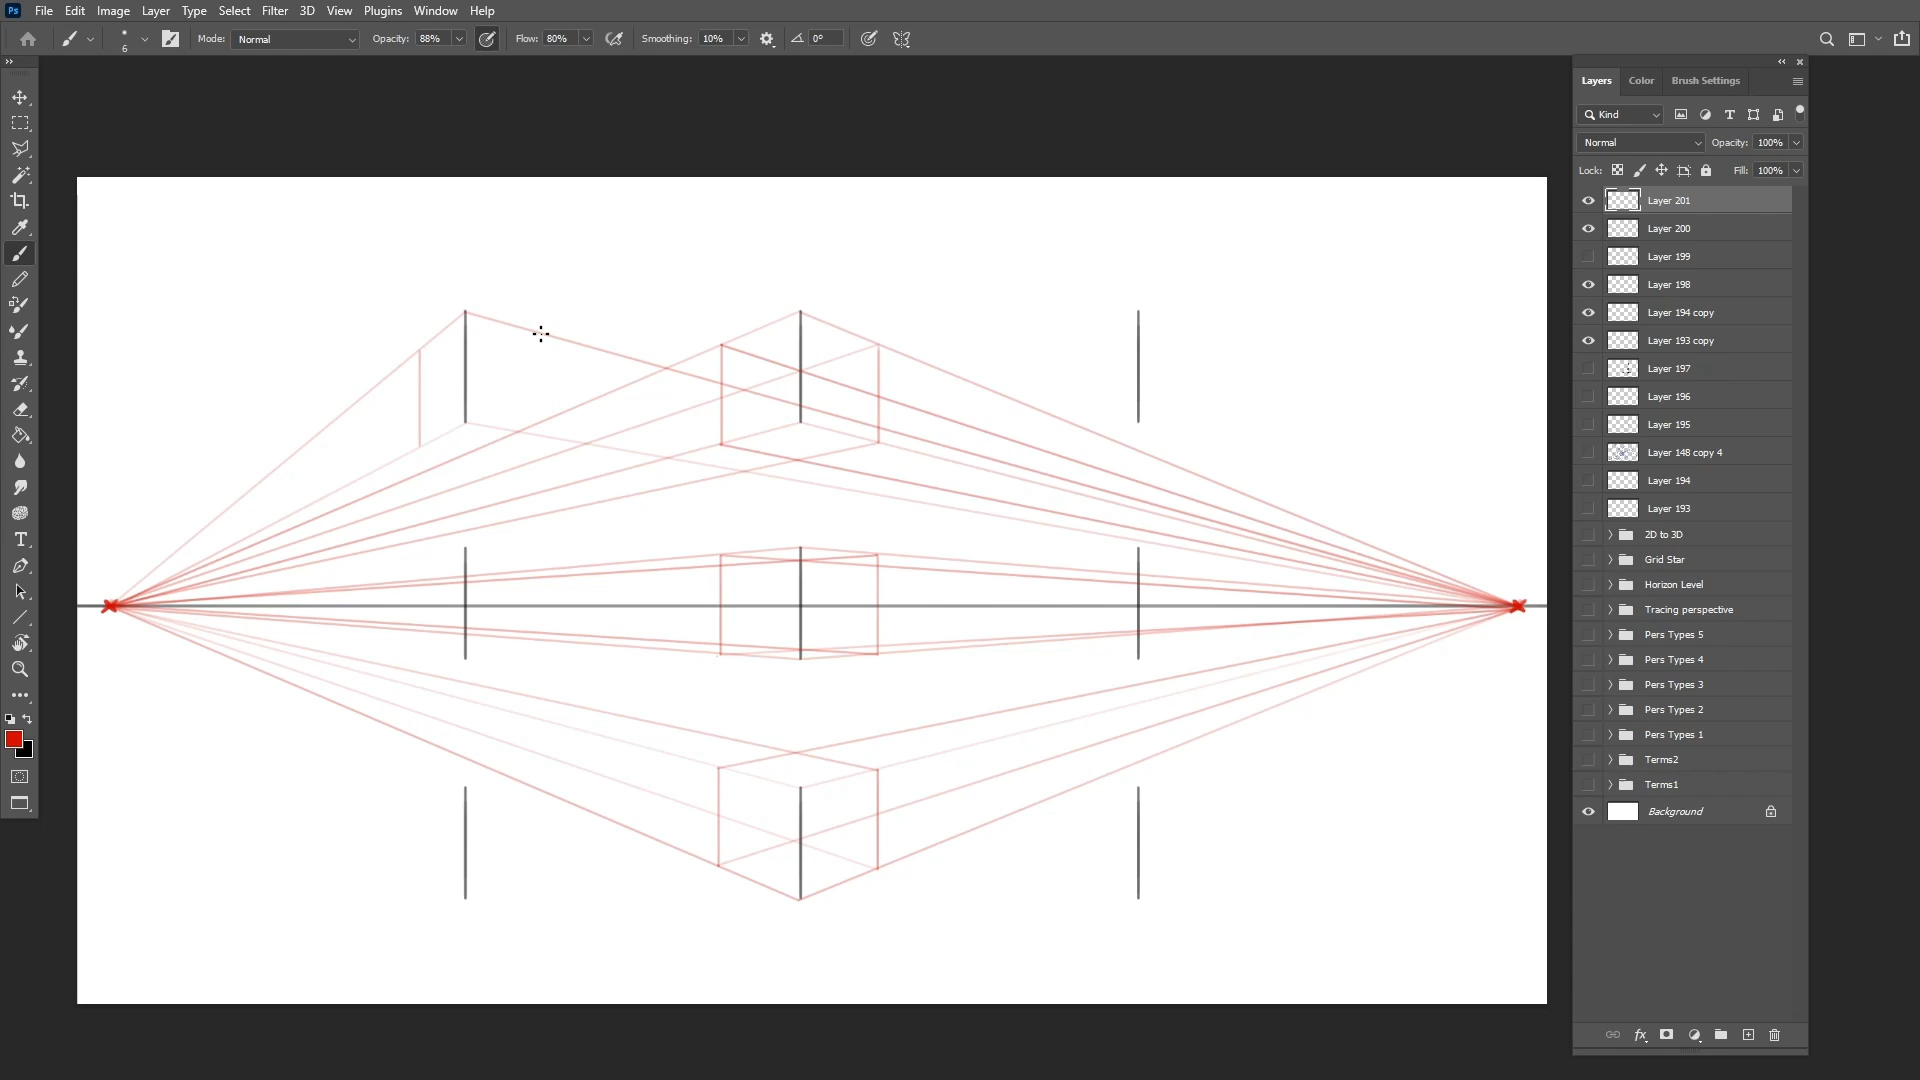 Ps File Edit Image Layer Type Select Filter 3D View Plugins Window Help
6 Mode: Normal Opacity: 88% Flow: 80% Smoothing: 10% 0°
Layers Color Brush Settings
Kind
Normal Opacity: 100%
Lock: Fill: 100%
Layer 201
Layer 200
Layer 199
Layer 198
Layer 194 copy
Layer 193 copy
Layer 197
Layer 196
Layer 195
Layer 148 copy 4
Layer 194
Layer 193
2D to 3D
Grid Star
Horizon Level
Tracing perspective
Pers Types 5
Pers Types 4
Pers Types 3
Pers Types 2
Pers Types 1
Terms2
Terms1
Background
fx